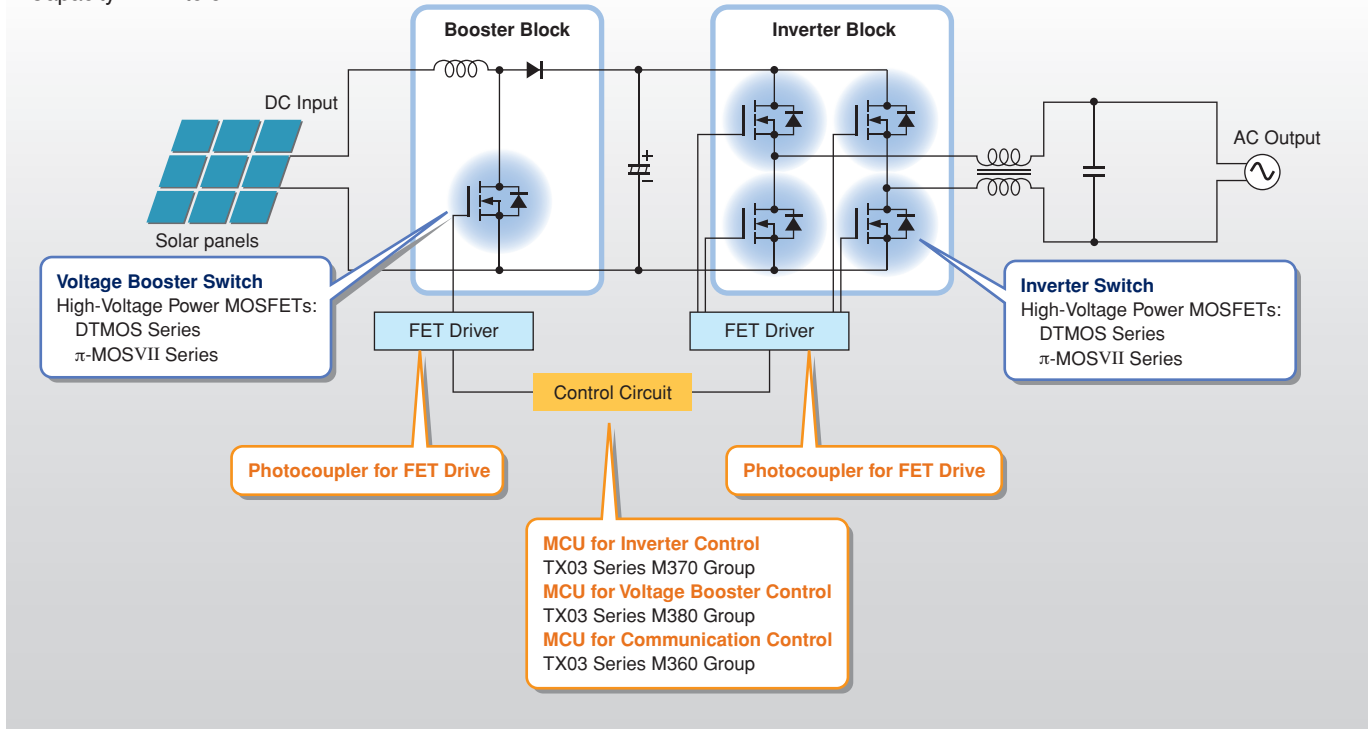 Booster Block
Inverter Block
DC Input
AC Output
Solar panels
Voltage Booster Switch
High-Voltage Power MOSFETs:
DTMOS Series
π-MOSVII Series
Inverter Switch
High-Voltage Power MOSFETs:
DTMOS Series
π-MOSVII Series
FET Driver
FET Driver
Control Circuit
Photocoupler for FET Drive
Photocoupler for FET Drive
MCU for Inverter Control
TX03 Series M370 Group
MCU for Voltage Booster Control
TX03 Series M380 Group
MCU for Communication Control
TX03 Series M360 Group